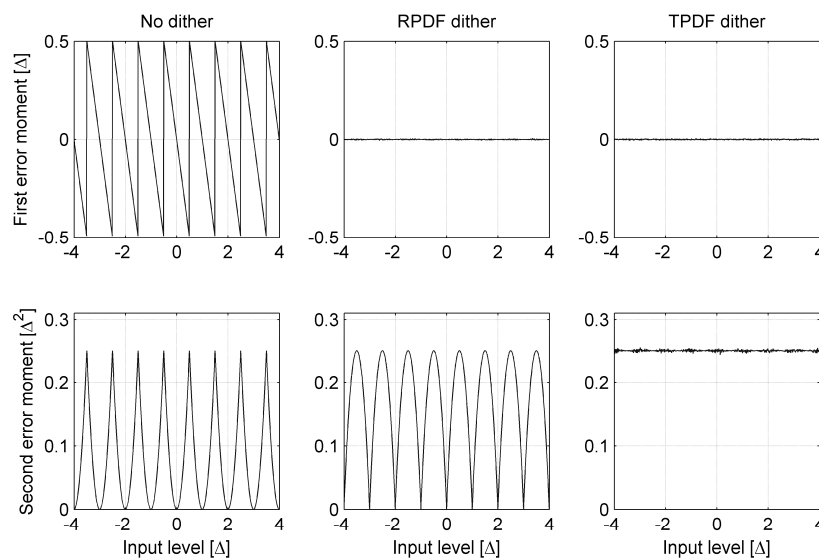 No dither
RPDF dither
TPDF dither
First error moment [Δ]
0.5
0
-0.5
-4 -2 0 2 4
0.5
0
-0.5
-4 -2 0 2 4
0.5
0
-0.5
-4 -2 0 2 4
Second error moment [Δ²]
0.3
0.2
0.1
0
-4 -2 0 2 4
Input level [Δ]
0.3
0.2
0.1
0
-4 -2 0 2 4
Input level [Δ]
0.3
0.2
0.1
0
-4 -2 0 2 4
Input level [Δ]